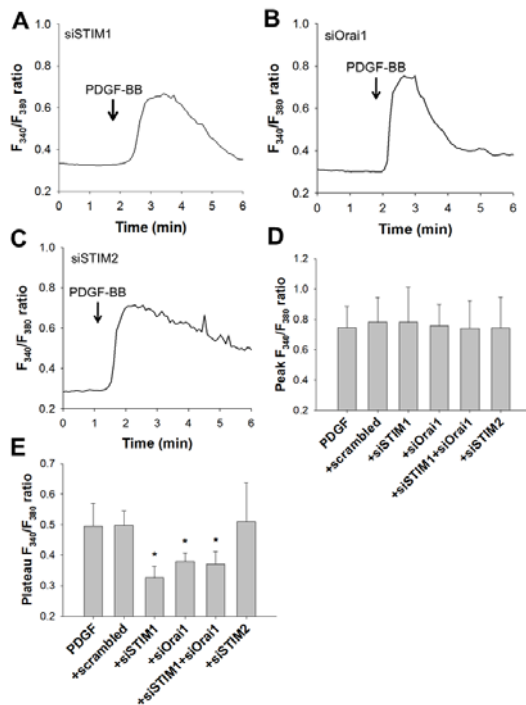 A
siSTIM1
PDGF-BB
F340/F380 ratio
1.0
0.8
0.6
0.4
0.2
0 1 2 3 4 5 6
Time (min)
B
siOrai1
PDGF-BB
F340/F380 ratio
1.0
0.8
0.6
0.4
0.2
0 1 2 3 4 5 6
Time (min)
C
siSTIM2
PDGF-BB
F340/F380 ratio
1.0
0.8
0.6
0.4
0.2
0 1 2 3 4 5 6
Time (min)
D
Peak F340/F380 ratio
1.2
1.0
0.8
0.6
0.4
0.2
PDGF
+scrambled
+siSTIM1
+siOrai1
+siSTIM1+siOrai1
+siSTIM2
E
Plateau F340/F380 ratio
0.7
0.6
0.5
0.4
0.3
0.2
* * *
PDGF
+scrambled
+siSTIM1
+siOrai1
+siSTIM1+siOrai1
+siSTIM2